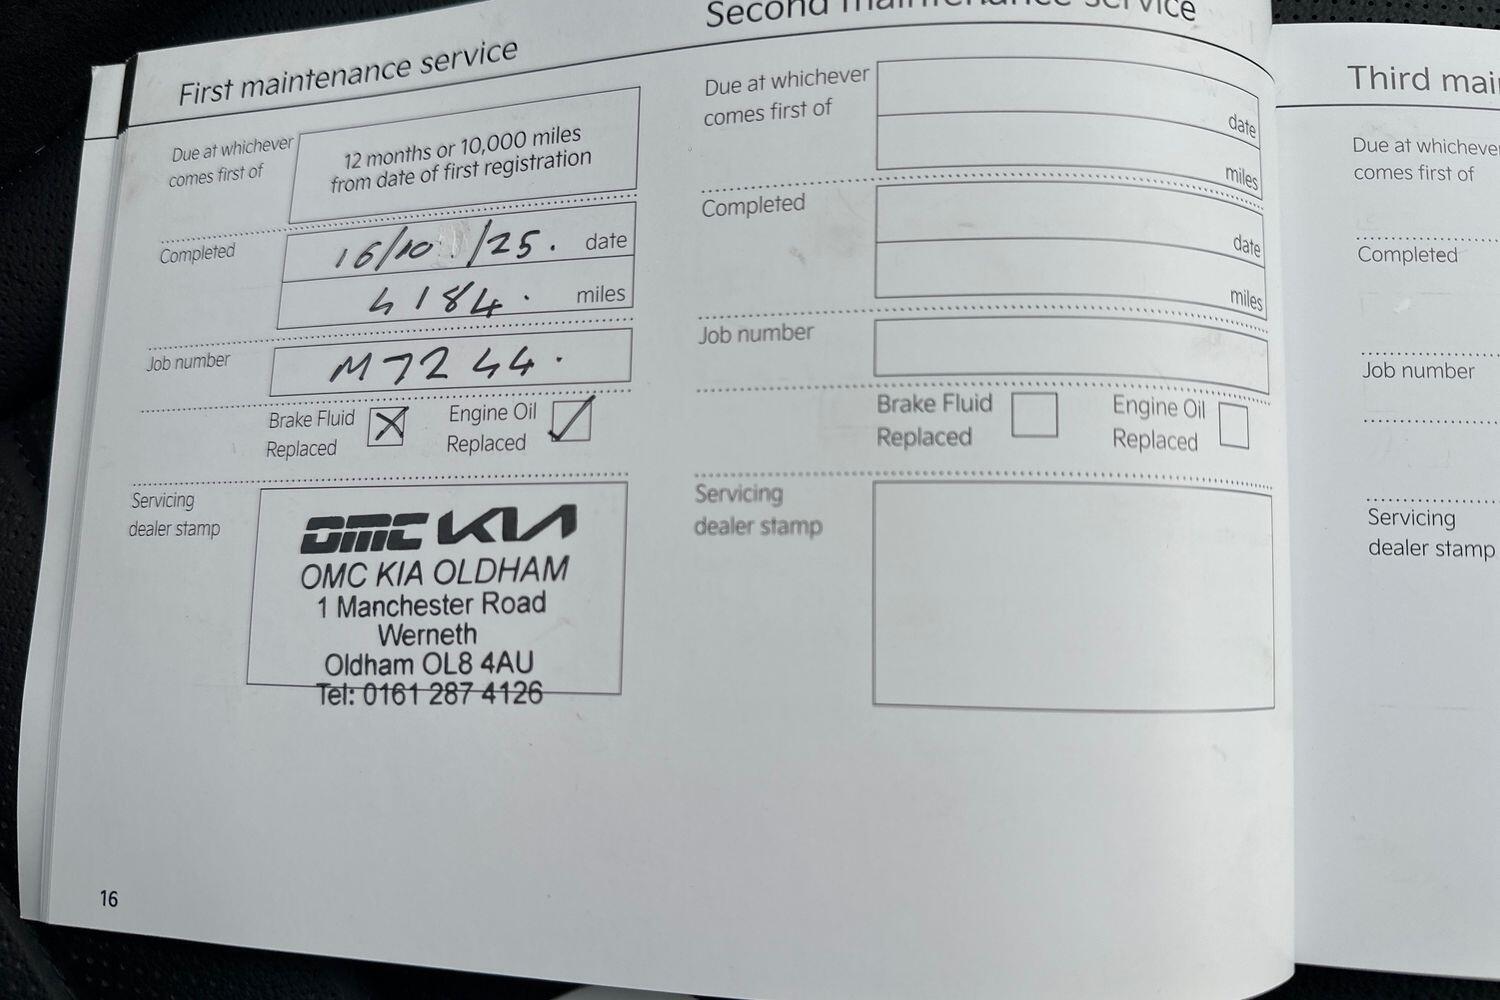 First maintenance service
Due at whichever
comes first of
12 months or 10,000 miles
from date of first registration
Completed
16/10/25. date
4184. miles
Job number
M7244.
Brake Fluid
Replaced
Engine Oil
Replaced
Servicing
dealer stamp
OMC KIA
OMC KIA OLDHAM
1 Manchester Road
Werneth
Oldham OL8 4AU
Tel: 0161 287 4126
16
Second maintenance service
Due at whichever
comes first of
date
miles
Completed
date
miles
Job number
Brake Fluid
Replaced
Engine Oil
Replaced
Servicing
dealer stamp
Third mai
Due at whicheve
comes first of
Completed
Job number
Servicing
dealer stamp